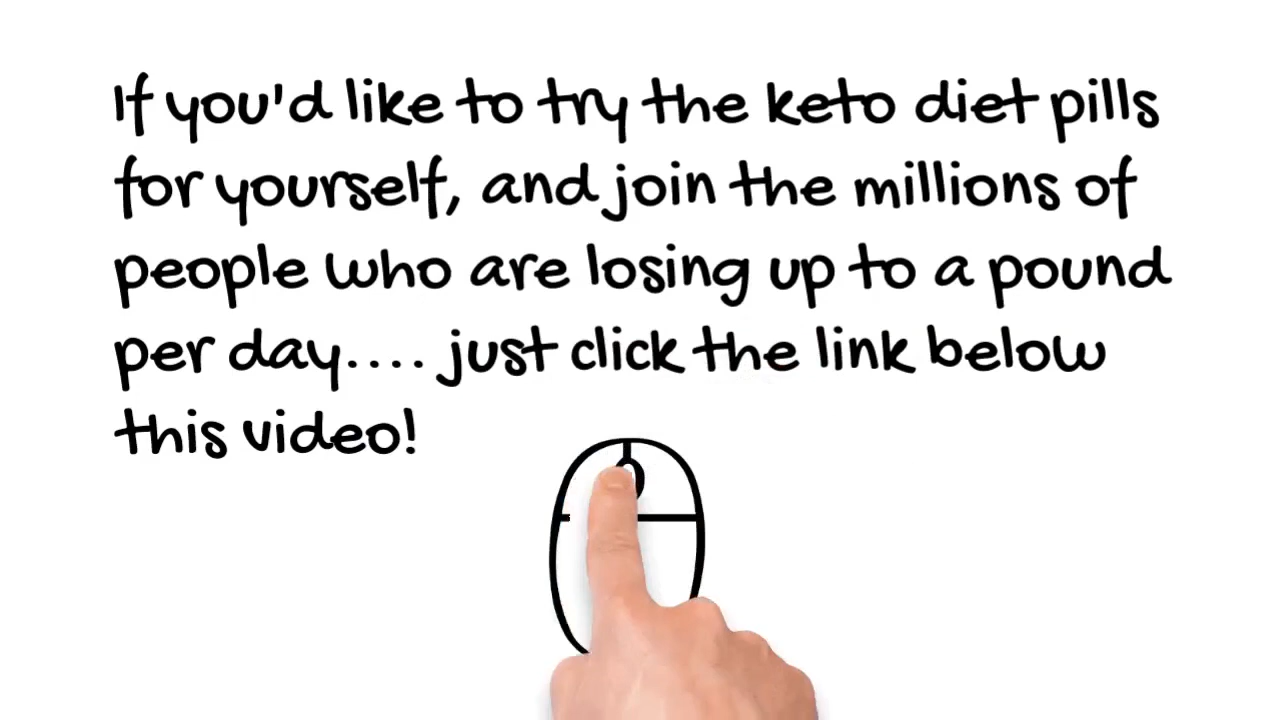 If you'd like to try the keto diet pills
for yourself, and join the millions of
people who are losing up to a pound
per day.... just click the link below
this video!